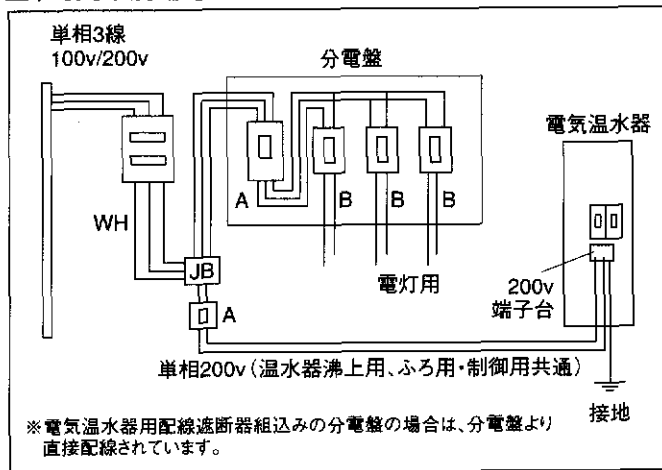 単相3線
100v/200v
分電盤
電気温水器
A
B
B
B
WH
JB
電灯用
200v
端子台
A
単相200v(温水器沸上用、ふろ用・制御用共通)
接地
※電気温水器用配線遮断器組込みの分電盤の場合は、分電盤より
直接配線されています。